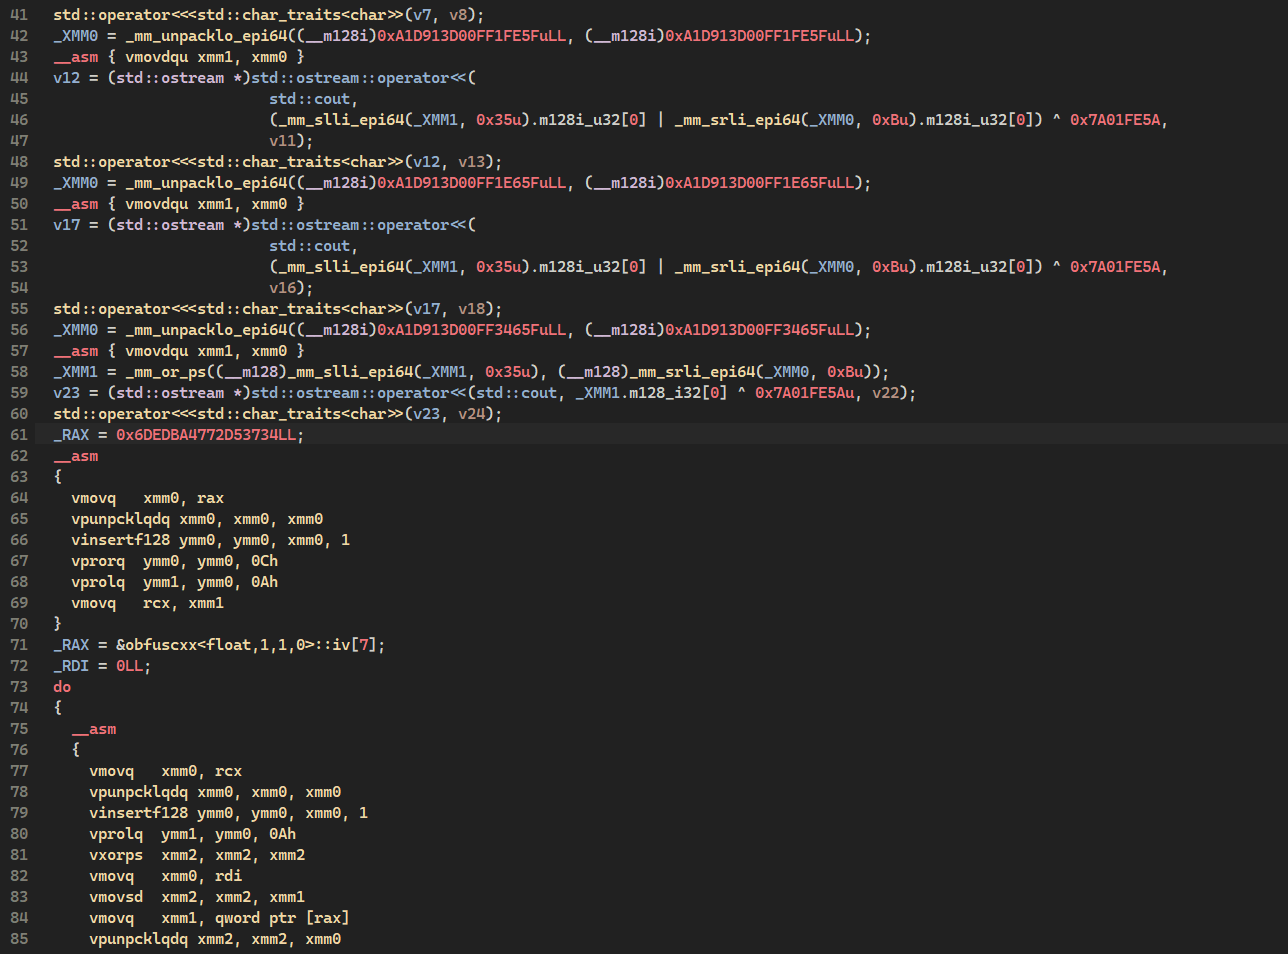 41 std::operator<<<std::char_traits<char>>(v7, v8);
42 _XMM0 = _mm_unpacklo_epi64((__m128i)0xA1D913D00FF1FE5FuLL, (__m128i)0xA1D913D00FF1FE5FuLL);
43 __asm { vmovdqu xmm1, xmm0 }
44 v12 = (std::ostream *)std::ostream::operator<<(
45 std::cout,
46 (_mm_slli_epi64(_XMM1, 0x35u).m128i_u32[0] | _mm_srli_epi64(_XMM0, 0xBu).m128i_u32[0]) ^ 0x7A01FE5A,
47 v11);
48 std::operator<<<std::char_traits<char>>(v12, v13);
49 _XMM0 = _mm_unpacklo_epi64((__m128i)0xA1D913D00FF1E65FuLL, (__m128i)0xA1D913D00FF1E65FuLL);
50 __asm { vmovdqu xmm1, xmm0 }
51 v17 = (std::ostream *)std::ostream::operator<<(
52 std::cout,
53 (_mm_slli_epi64(_XMM1, 0x35u).m128i_u32[0] | _mm_srli_epi64(_XMM0, 0xBu).m128i_u32[0]) ^ 0x7A01FE5A,
54 v16);
55 std::operator<<<std::char_traits<char>>(v17, v18);
56 _XMM0 = _mm_unpacklo_epi64((__m128i)0xA1D913D00FF3465FuLL, (__m128i)0xA1D913D00FF3465FuLL);
57 __asm { vmovdqu xmm1, xmm0 }
58 _XMM1 = _mm_or_ps((__m128)_mm_slli_epi64(_XMM1, 0x35u), (__m128)_mm_srli_epi64(_XMM0, 0xBu));
59 v23 = (std::ostream *)std::ostream::operator<<(std::cout, _XMM1.m128_i32[0] ^ 0x7A01FE5Au, v22);
60 std::operator<<<std::char_traits<char>>(v23, v24);
61 _RAX = 0x6DEDBA4772D53734LL;
62 __asm
63 {
64 vmovq xmm0, rax
65 vpunpcklqdq xmm0, xmm0, xmm0
66 vinsertf128 ymm0, ymm0, xmm0, 1
67 vprorq ymm0, ymm0, 0Ch
68 vprolq ymm1, ymm0, 0Ah
69 vmovq rcx, xmm1
70 }
71 _RAX = &obfuscxx<float,1,1,0>::iv[7];
72 _RDI = 0LL;
73 do
74 {
75 __asm
76 {
77 vmovq xmm0, rcx
78 vpunpcklqdq xmm0, xmm0, xmm0
79 vinsertf128 ymm0, ymm0, xmm0, 1
80 vprolq ymm1, ymm0, 0Ah
81 vxorps xmm2, xmm2, xmm2
82 vmovq xmm0, rdi
83 vmovsd xmm2, xmm2, xmm1
84 vmovq xmm1, qword ptr [rax]
85 vpunpcklqdq xmm2, xmm2, xmm0